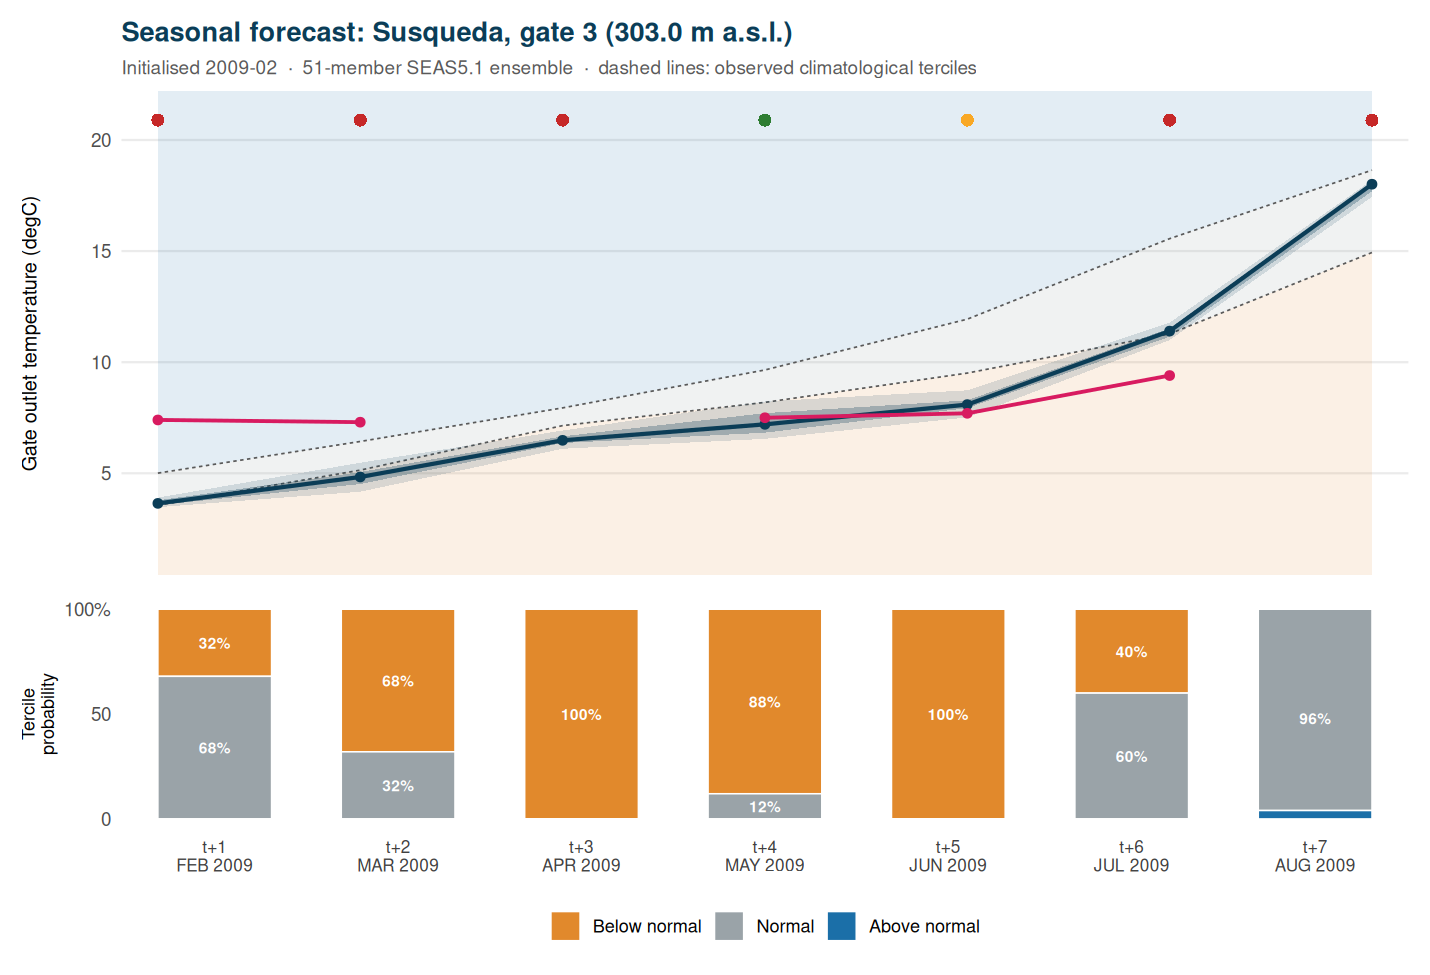 Seasonal forecast: Susqueda, gate 3 (303.0 m a.s.l.)
Initialised 2009-02 · 51-member SEAS5.1 ensemble · dashed lines: observed climatological terciles
Gate outlet temperature (degC)
20
15
10
5
Tercile
probability
100%
50
0
32%
68%
68%
32%
100%
88%
12%
100%
40%
60%
96%
t+1
FEB 2009
t+2
MAR 2009
t+3
APR 2009
t+4
MAY 2009
t+5
JUN 2009
t+6
JUL 2009
t+7
AUG 2009
Below normal
Normal
Above normal